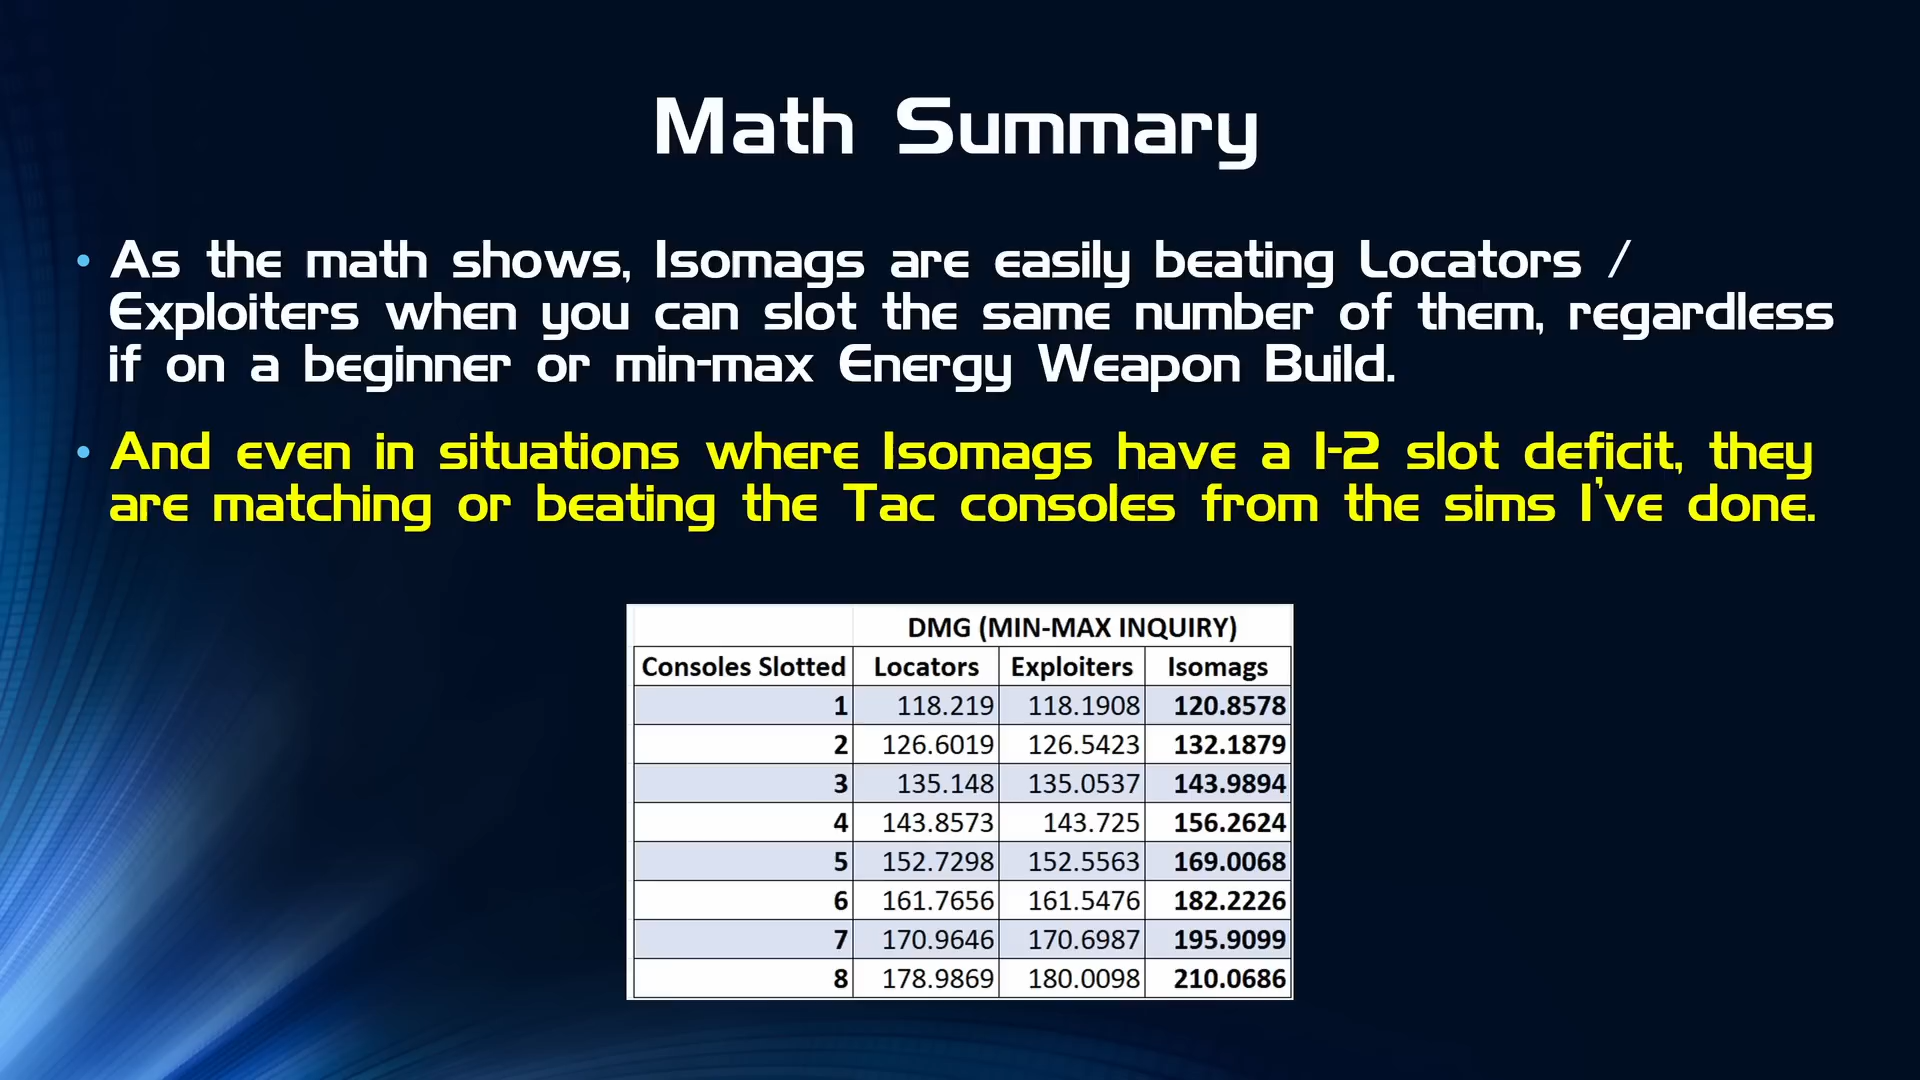 Math Summary
• As the math shows, Isomags are easily beating Locators /
Exploiters when you can slot the same number of them, regardless
if on a beginner or min-max Energy Weapon Build.
• And even in situations where Isomags have a 1-2 slot deficit, they
are matching or beating the Tac consoles from the sims I've done.
DMG (MIN-MAX INQUIRY)
Consoles Slotted Locators Exploiters Isomags
1 118.219 118.1908 120.8578
2 126.6019 126.5423 132.1879
3 135.148 135.0537 143.9894
4 143.8573 143.725 156.2624
5 152.7298 152.5563 169.0068
6 161.7656 161.5476 182.2226
7 170.9646 170.6987 195.9099
8 178.9869 180.0098 210.0686